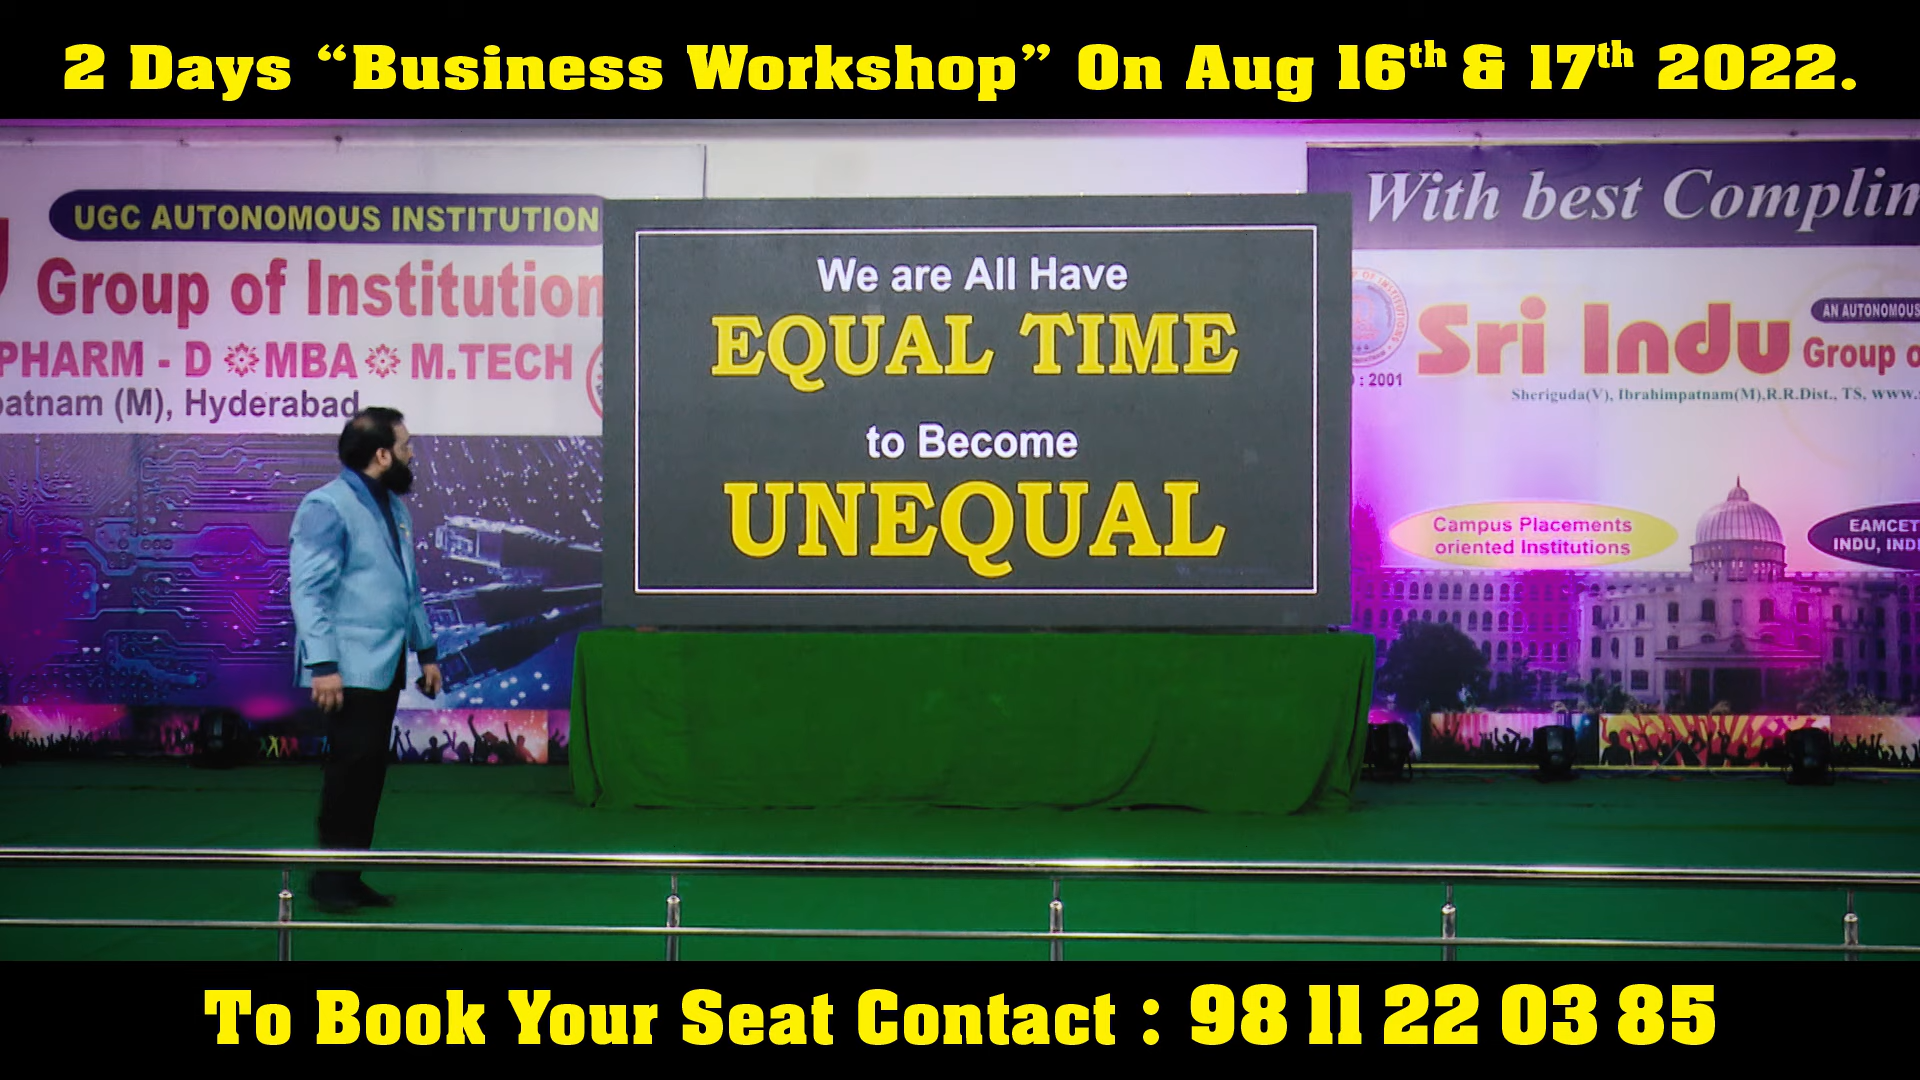 2 Days “Business Workshop” On Aug 16th & 17th 2022.
UGC AUTONOMOUS INSTITUTION
Group of Institution
PHARM - D MBA M.TECH
patnam (M), Hyderabad
We are All Have
EQUAL TIME
to Become
UNEQUAL
With best Complim
AN AUTONOMOUS
Sri Indu Group o
: 2001
Sheriguda(V), Ibrahimpatnam(M),R.R.Dist., TS, www.
Campus Placements
oriented Institutions
EAMCET
INDU, INDI
To Book Your Seat Contact : 98 11 22 03 85